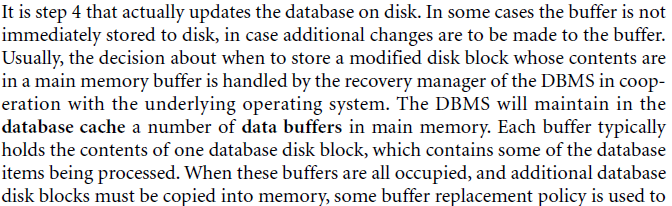 It is step 4 that actually updates the database on disk. In some cases the buffer is not
immediately stored to disk, in case additional changes are to be made to the buffer.
Usually, the decision about when to store a modified disk block whose contents are
in a main memory buffer is handled by the recovery manager of the DBMS in coop-
eration with the underlying operating system. The DBMS will maintain in the
database cache a number of data buffers in main memory. Each buffer typically
holds the contents of one database disk block, which contains some of the database
items being processed. When these buffers are all occupied, and additional database
disk blocks must be copied into memory, some buffer replacement policy is used to